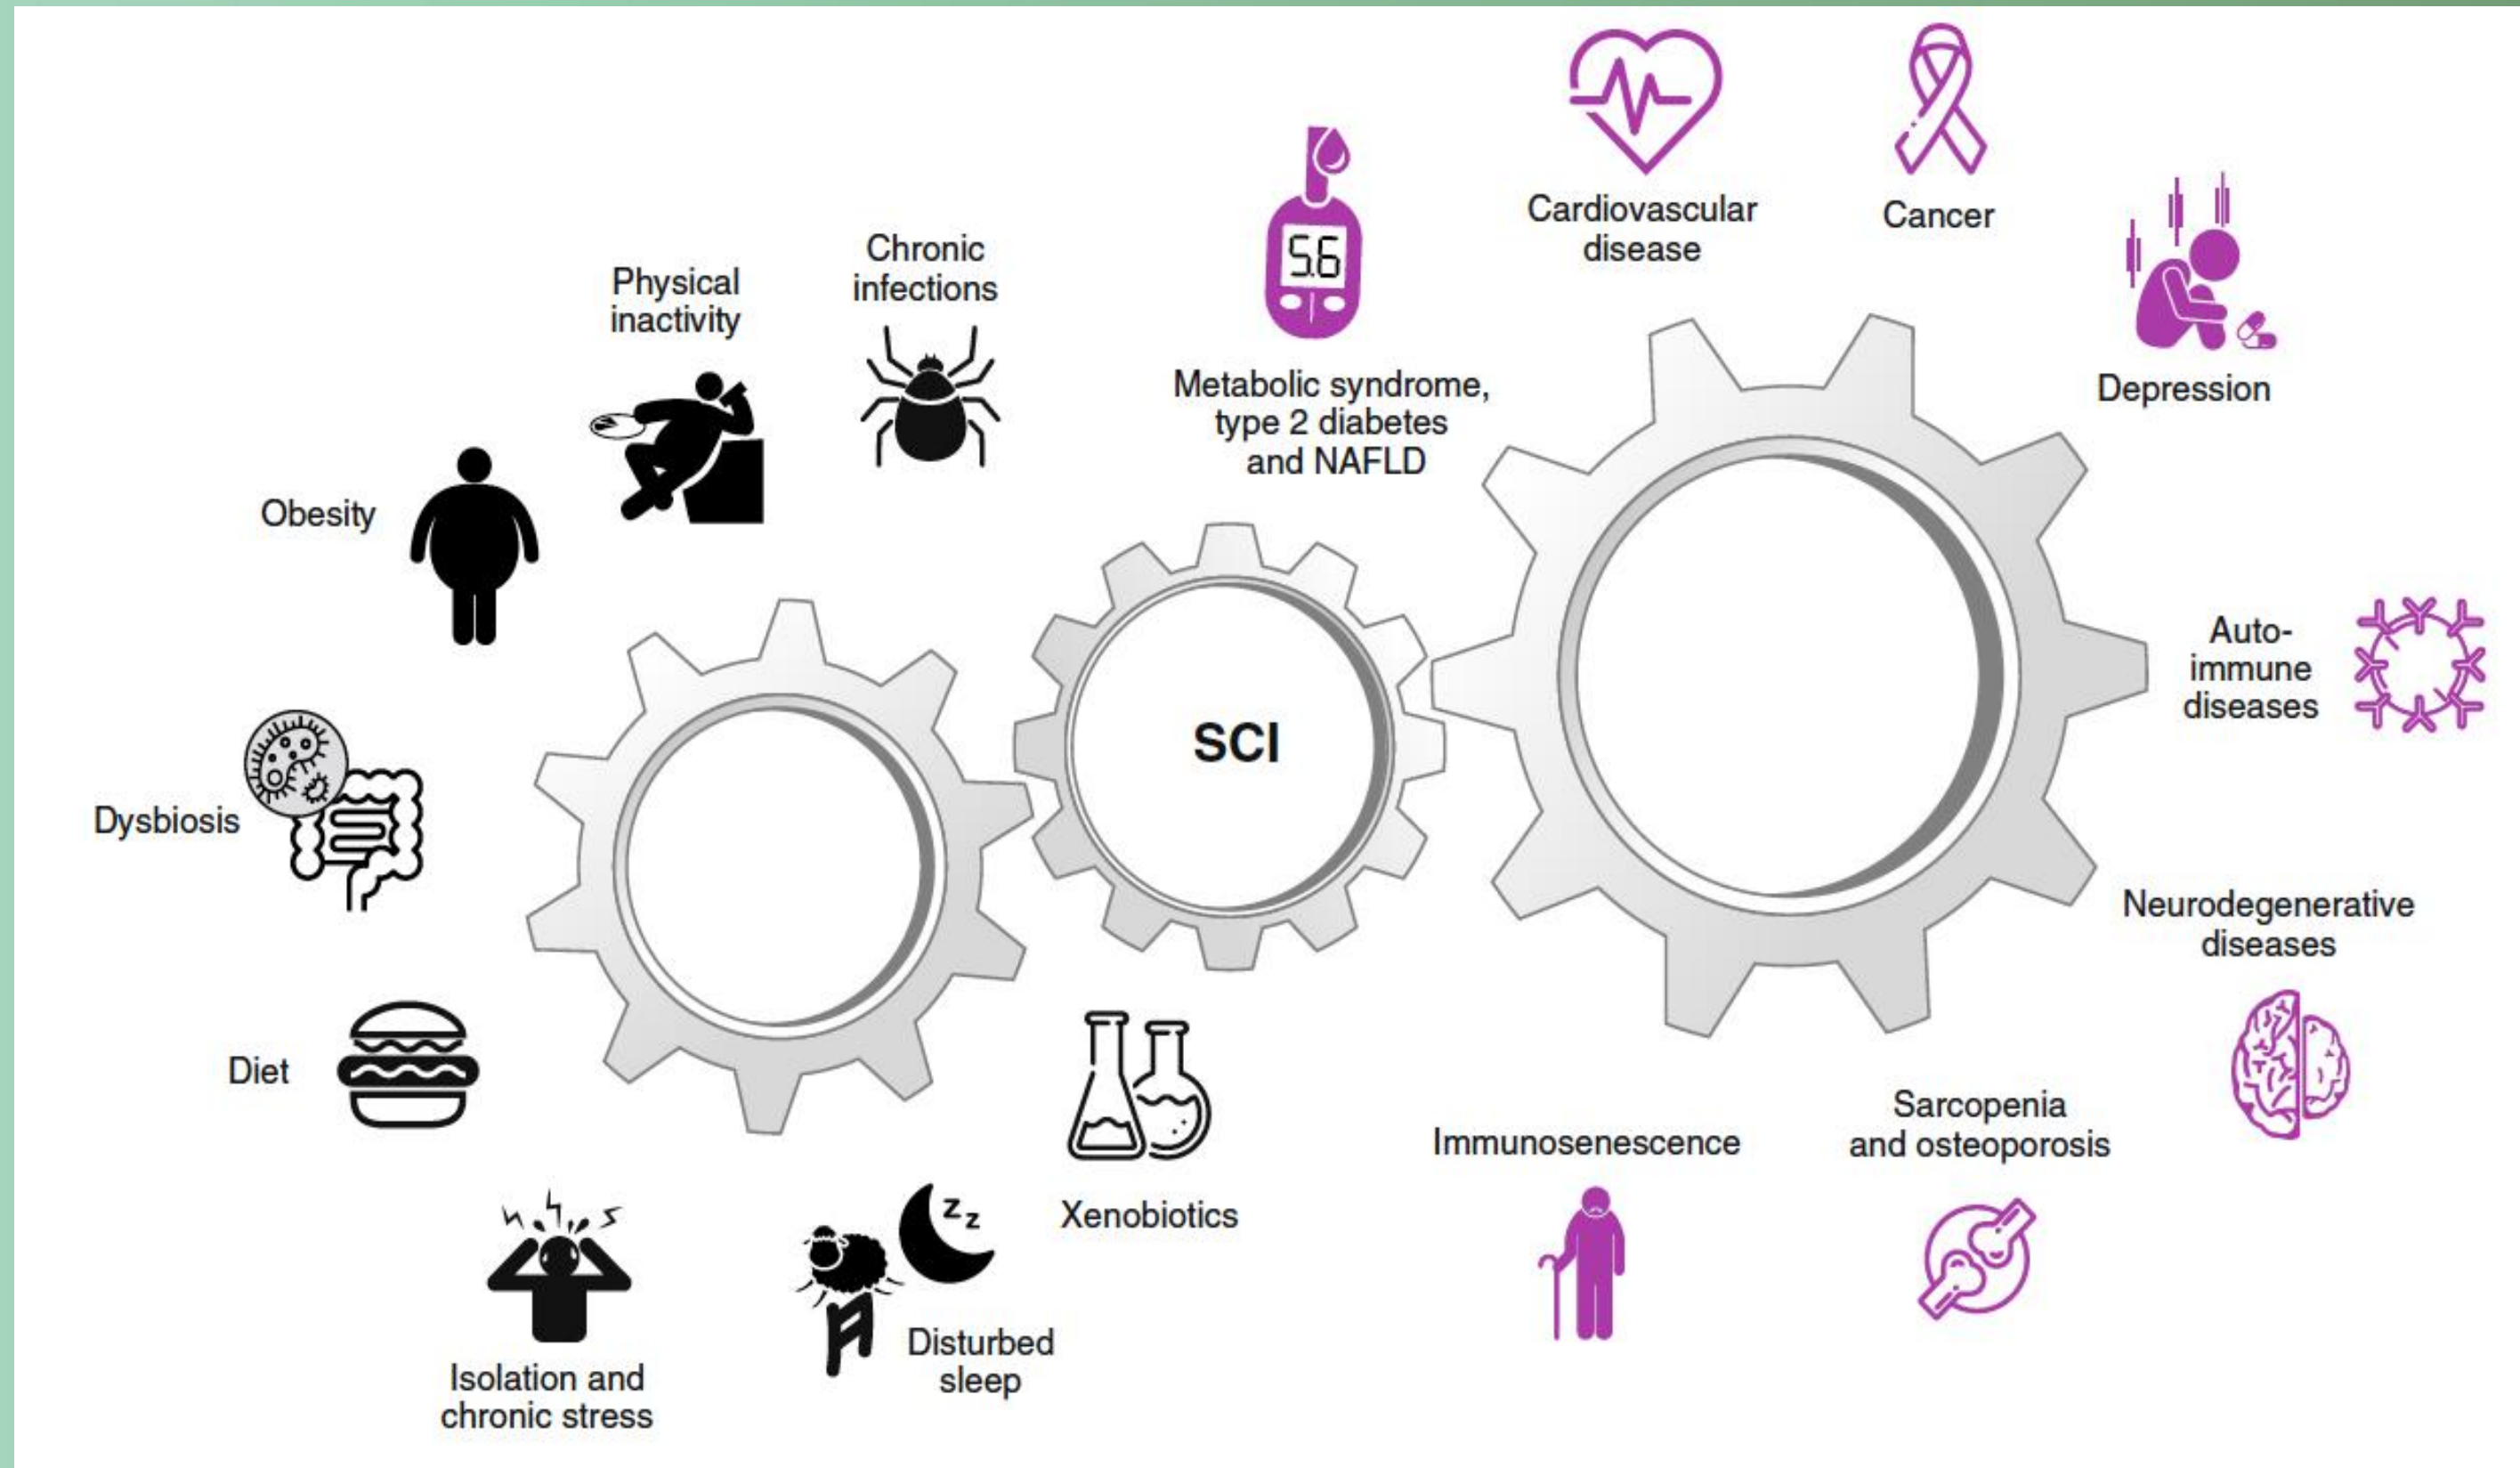 Chronic
infections
Physical
inactivity
Obesity
Dysbiosis
Diet
Isolation and
chronic stress
z z
Disturbed
sleep
Xenobiotics
SCI
5.6
Metabolic syndrome,
type 2 diabetes
and NAFLD
Cardiovascular
disease
Cancer
Depression
Auto-
immune
diseases
Neurodegenerative
diseases
Sarcopenia
and osteoporosis
Immunosenescence